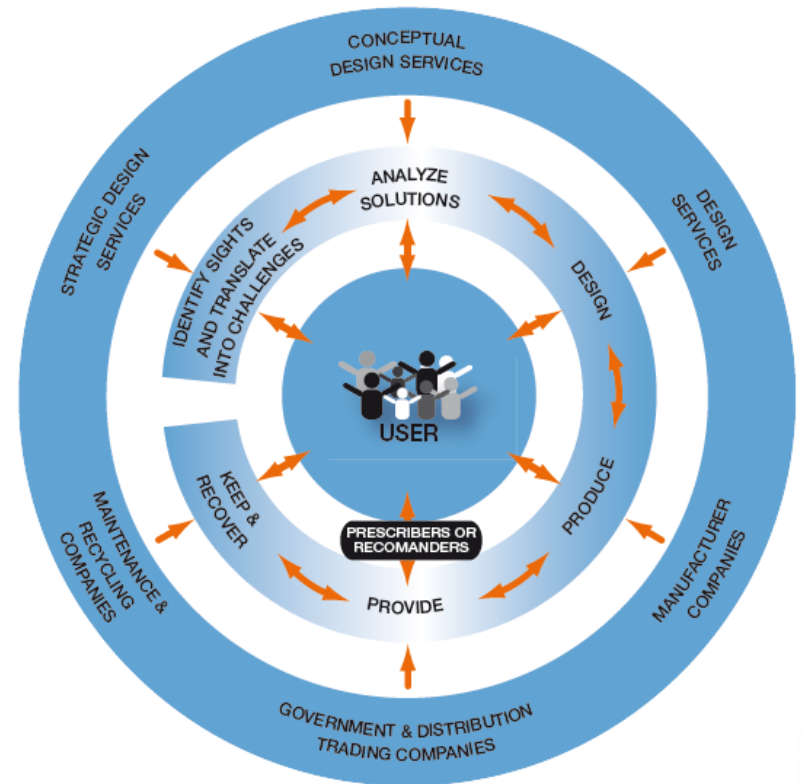 CONCEPTUAL
DESIGN SERVICES
STRATEGIC DESIGN
SERVICES
DESIGN
SERVICES
ANALYZE
SOLUTIONS
IDENTIFY SIGHTS
AND TRANSLATE
INTO CHALLENGES
DESIGN
USER
KEEP &
RECOVER
PRODUCE
PRESCRIBERS OR
RECOMANDERS
PROVIDE
MAINTENANCE &
RECYCLING
COMPANIES
MANUFACTURER
COMPANIES
GOVERNMENT & DISTRIBUTION
TRADING COMPANIES